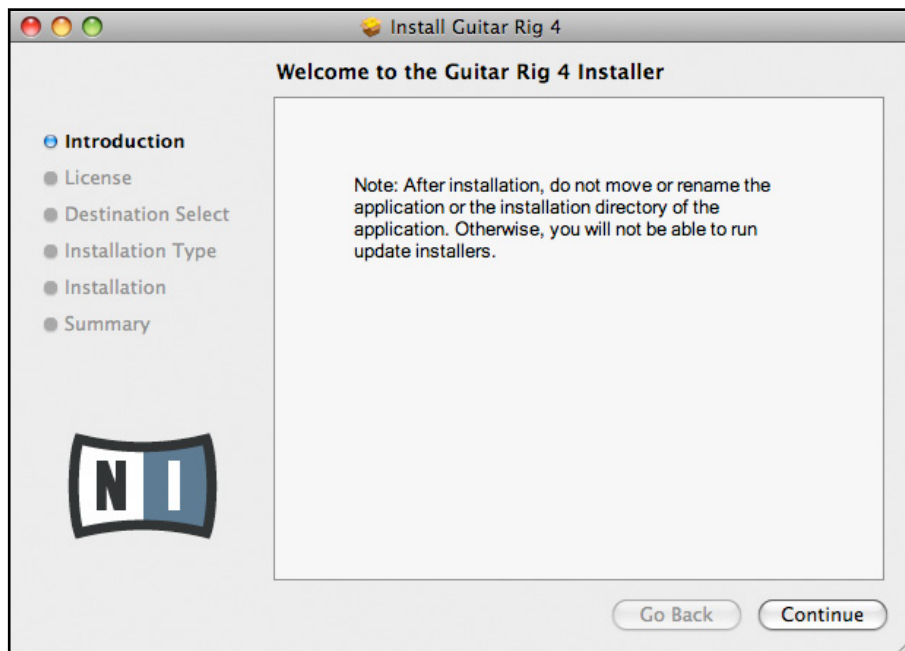 Install Guitar Rig 4
Welcome to the Guitar Rig 4 Installer
Introduction
License
Destination Select
Installation Type
Installation
Summary
Note: After installation, do not move or rename the
application or the installation directory of the
application. Otherwise, you will not be able to run
update installers.
NI
Go Back
Continue